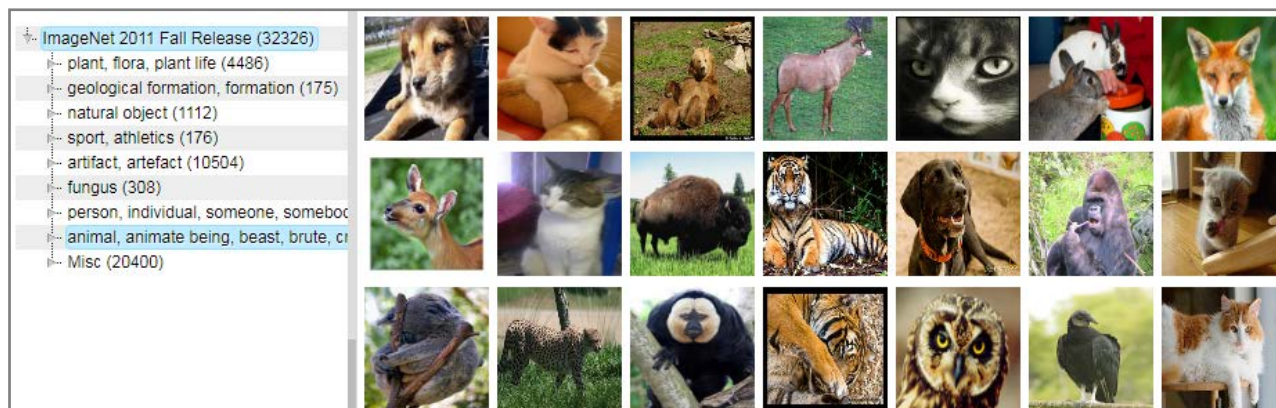 ImageNet 2011 Fall Release (32326)
plant, flora, plant life (4486)
geological formation, formation (175)
natural object (1112)
sport, athletics (176)
artifact, artefact (10504)
fungus (308)
person, individual, someone, someboc
animal, animate being, beast, brute, cr
Misc (20400)